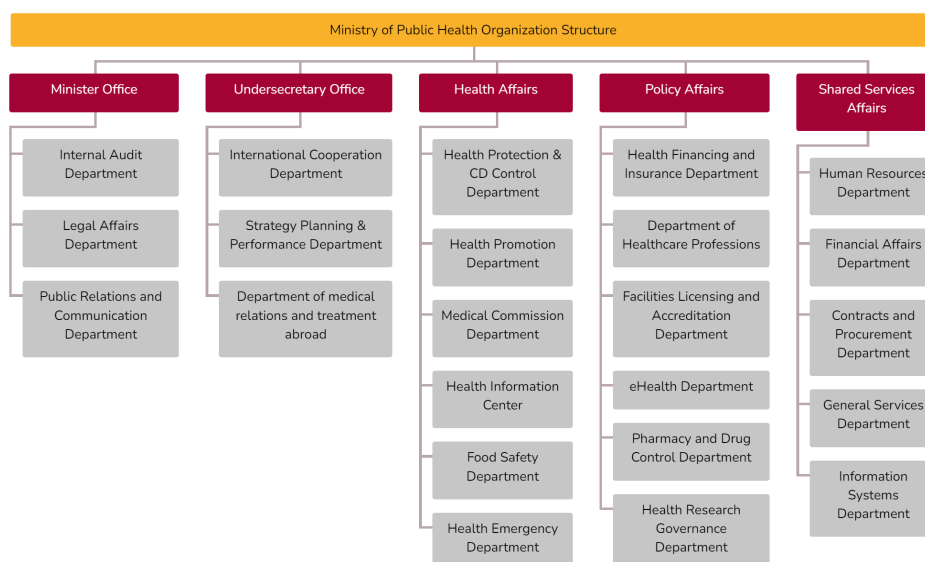 Ministry of Public Health Organization Structure
Minister Office
Internal Audit
Department
Legal Affairs
Department
Public Relations and
Communication
Department
Undersecretary Office
International Cooperation
Department
Strategy Planning &
Performance Department
Department of medical
relations and treatment
abroad
Health Affairs
Health Protection &
CD Control
Department
Health Promotion
Department
Medical Commission
Department
Health Information
Center
Food Safety
Department
Health Emergency
Department
Policy Affairs
Health Financing and
Insurance Department
Department of
Healthcare Professions
Facilities Licensing and
Accreditation
Department
eHealth Department
Pharmacy and Drug
Control Department
Health Research
Governance
Department
Shared Services
Affairs
Human Resources
Department
Financial Affairs
Department
Contracts and
Procurement
Department
General Services
Department
Information
Systems
Department